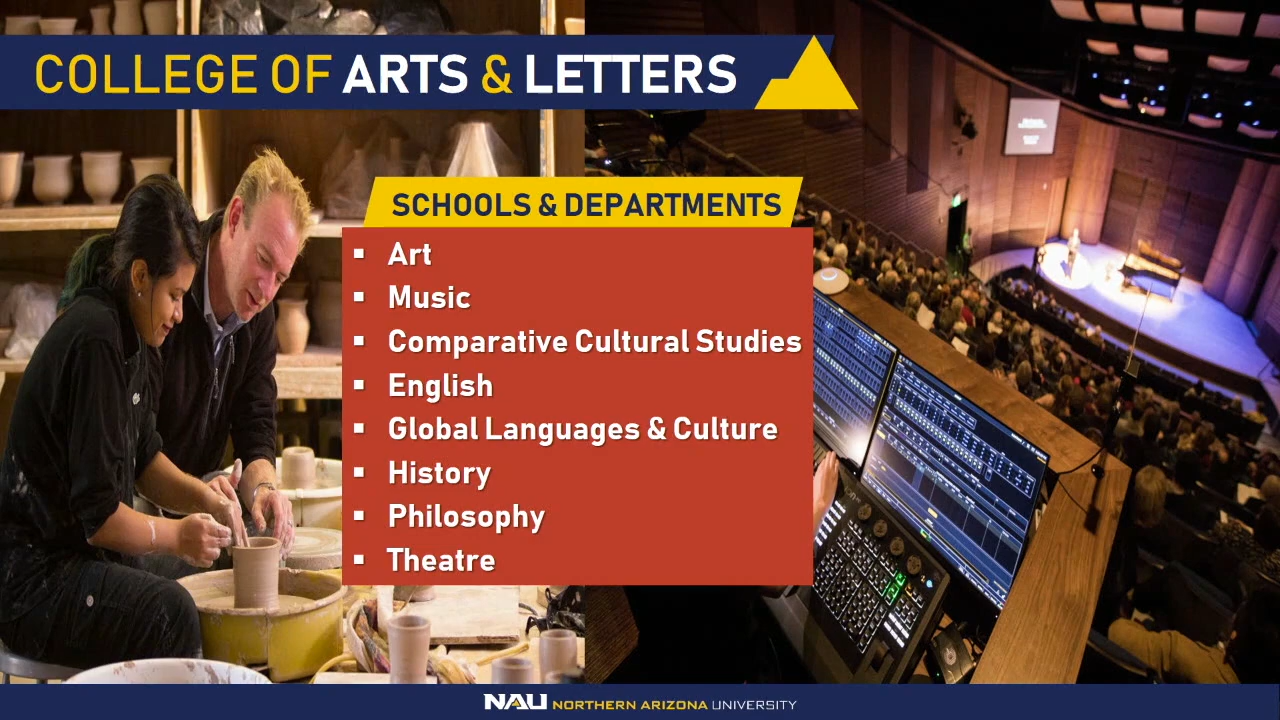 COLLEGE OF ARTS & LETTERS
SCHOOLS & DEPARTMENTS
▪ Art
▪ Music
▪ Comparative Cultural Studies
▪ English
▪ Global Languages & Culture
▪ History
▪ Philosophy
▪ Theatre
NAU NORTHERN ARIZONA UNIVERSITY